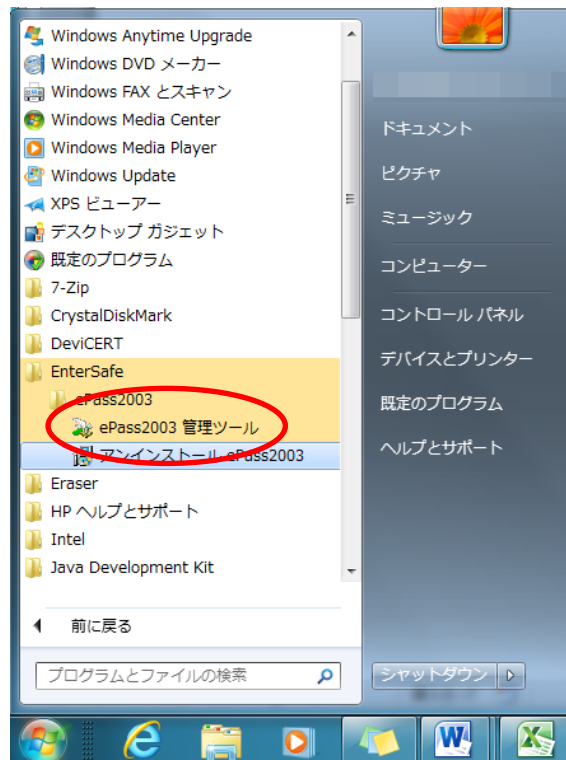 Windows Anytime Upgrade
Windows DVD メーカー
Windows FAX とスキャン
Windows Media Center
Windows Media Player
Windows Update
XPS ビューアー
デスクトップ ガジェット
既定のプログラム
7-Zip
CrystalDiskMark
DeviCERT
EnterSafe
ePass2003
ePass2003 管理ツール
アンインストール ePass2003
Eraser
HP ヘルプとサポート
Intel
Java Development Kit
前に戻る
プログラムとファイルの検索
ドキュメント
ピクチャ
ミュージック
コンピューター
コントロール パネル
デバイスとプリンター
既定のプログラム
ヘルプとサポート
シャットダウン